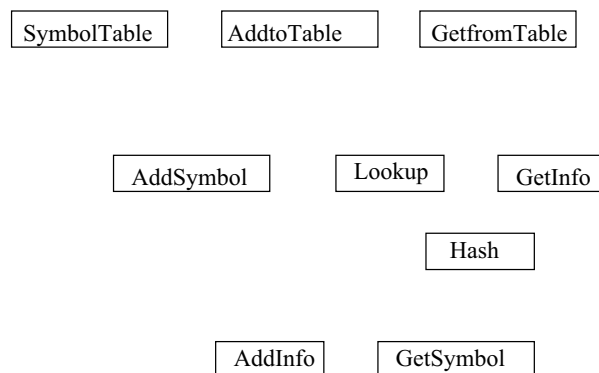 SymbolTable
AddtoTable
GetfromTable
AddSymbol
Lookup
GetInfo
Hash
AddInfo
GetSymbol